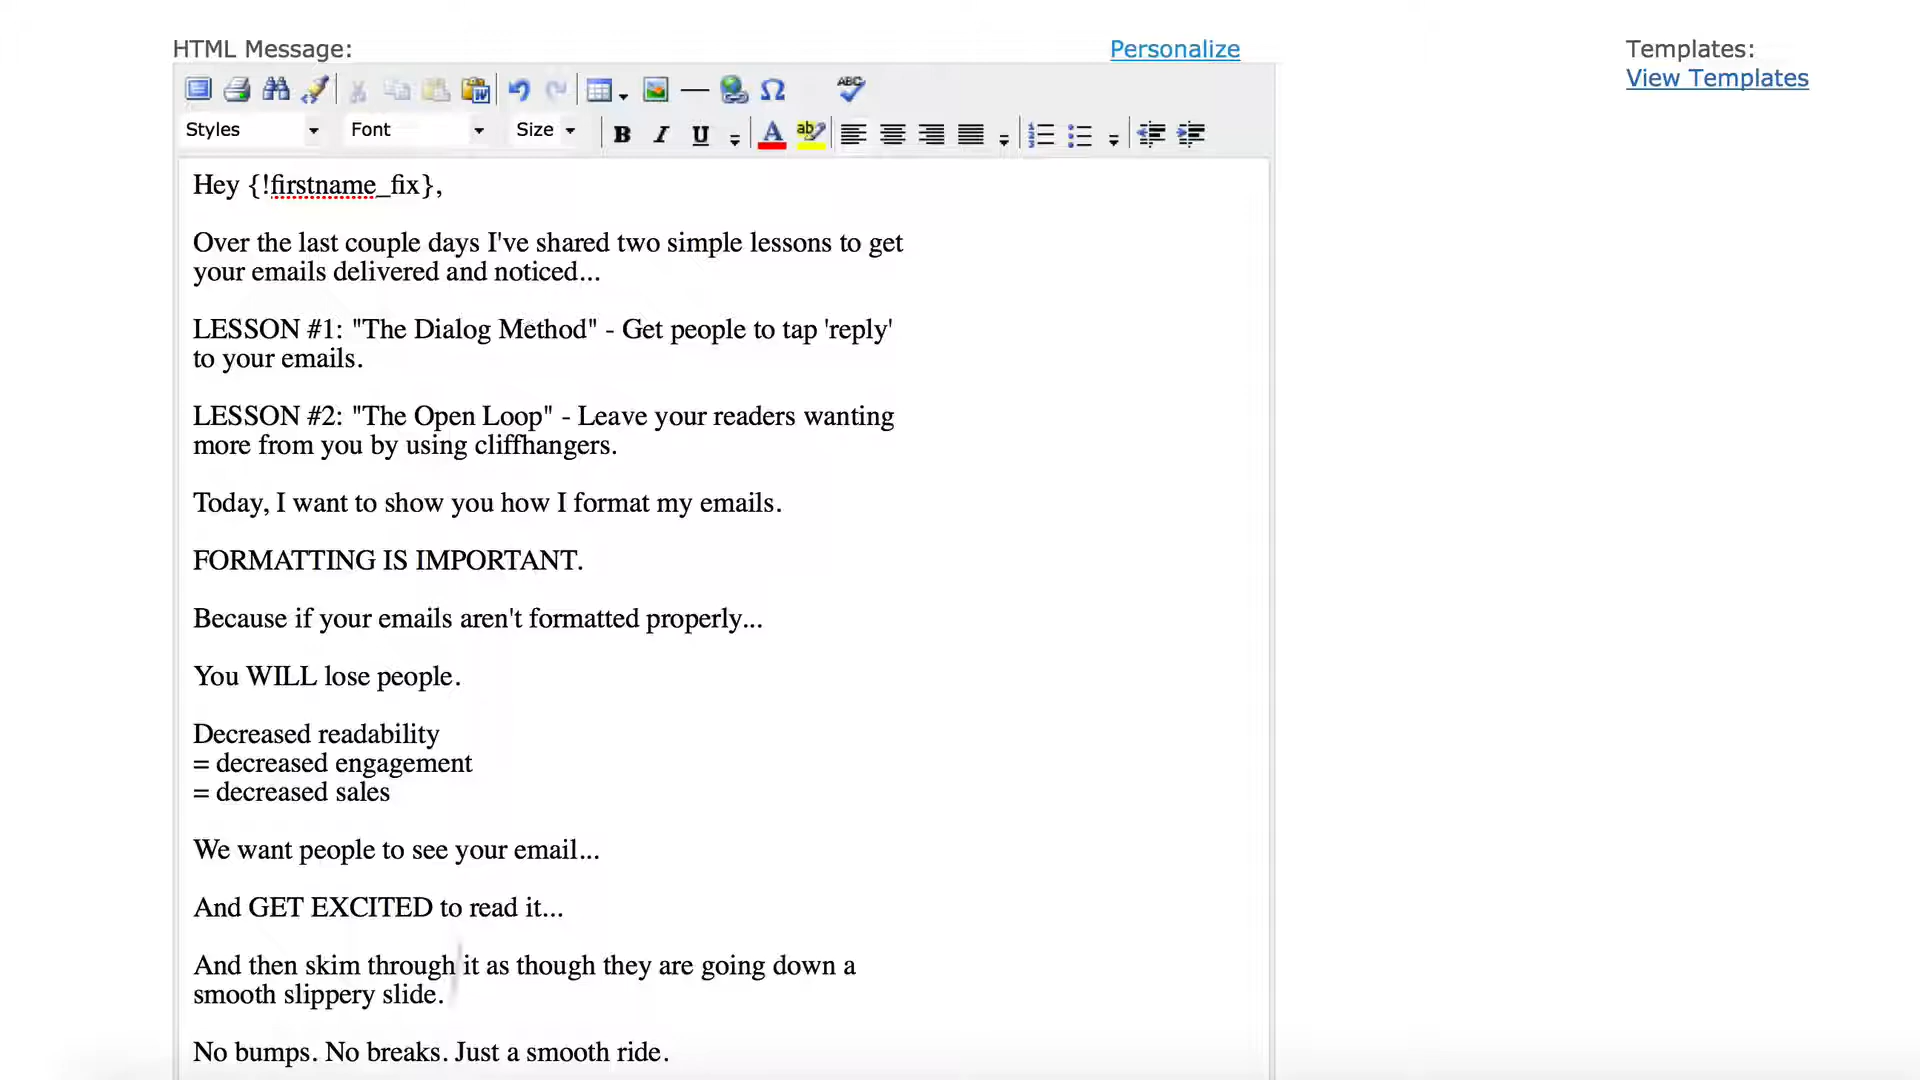 HTML Message:
Personalize
Templates:
View Templates
ABC
Styles
Font
Size
B I U
A
ab
Hey {!firstname_fix},
Over the last couple days I've shared two simple lessons to get
your emails delivered and noticed...
LESSON #1: "The Dialog Method" - Get people to tap 'reply'
to your emails.
LESSON #2: "The Open Loop" - Leave your readers wanting
more from you by using cliffhangers.
Today, I want to show you how I format my emails.
FORMATTING IS IMPORTANT.
Because if your emails aren't formatted properly...
You WILL lose people.
Decreased readability
= decreased engagement
= decreased sales
We want people to see your email...
And GET EXCITED to read it...
And then skim through it as though they are going down a
smooth slippery slide.
No bumps. No breaks. Just a smooth ride.